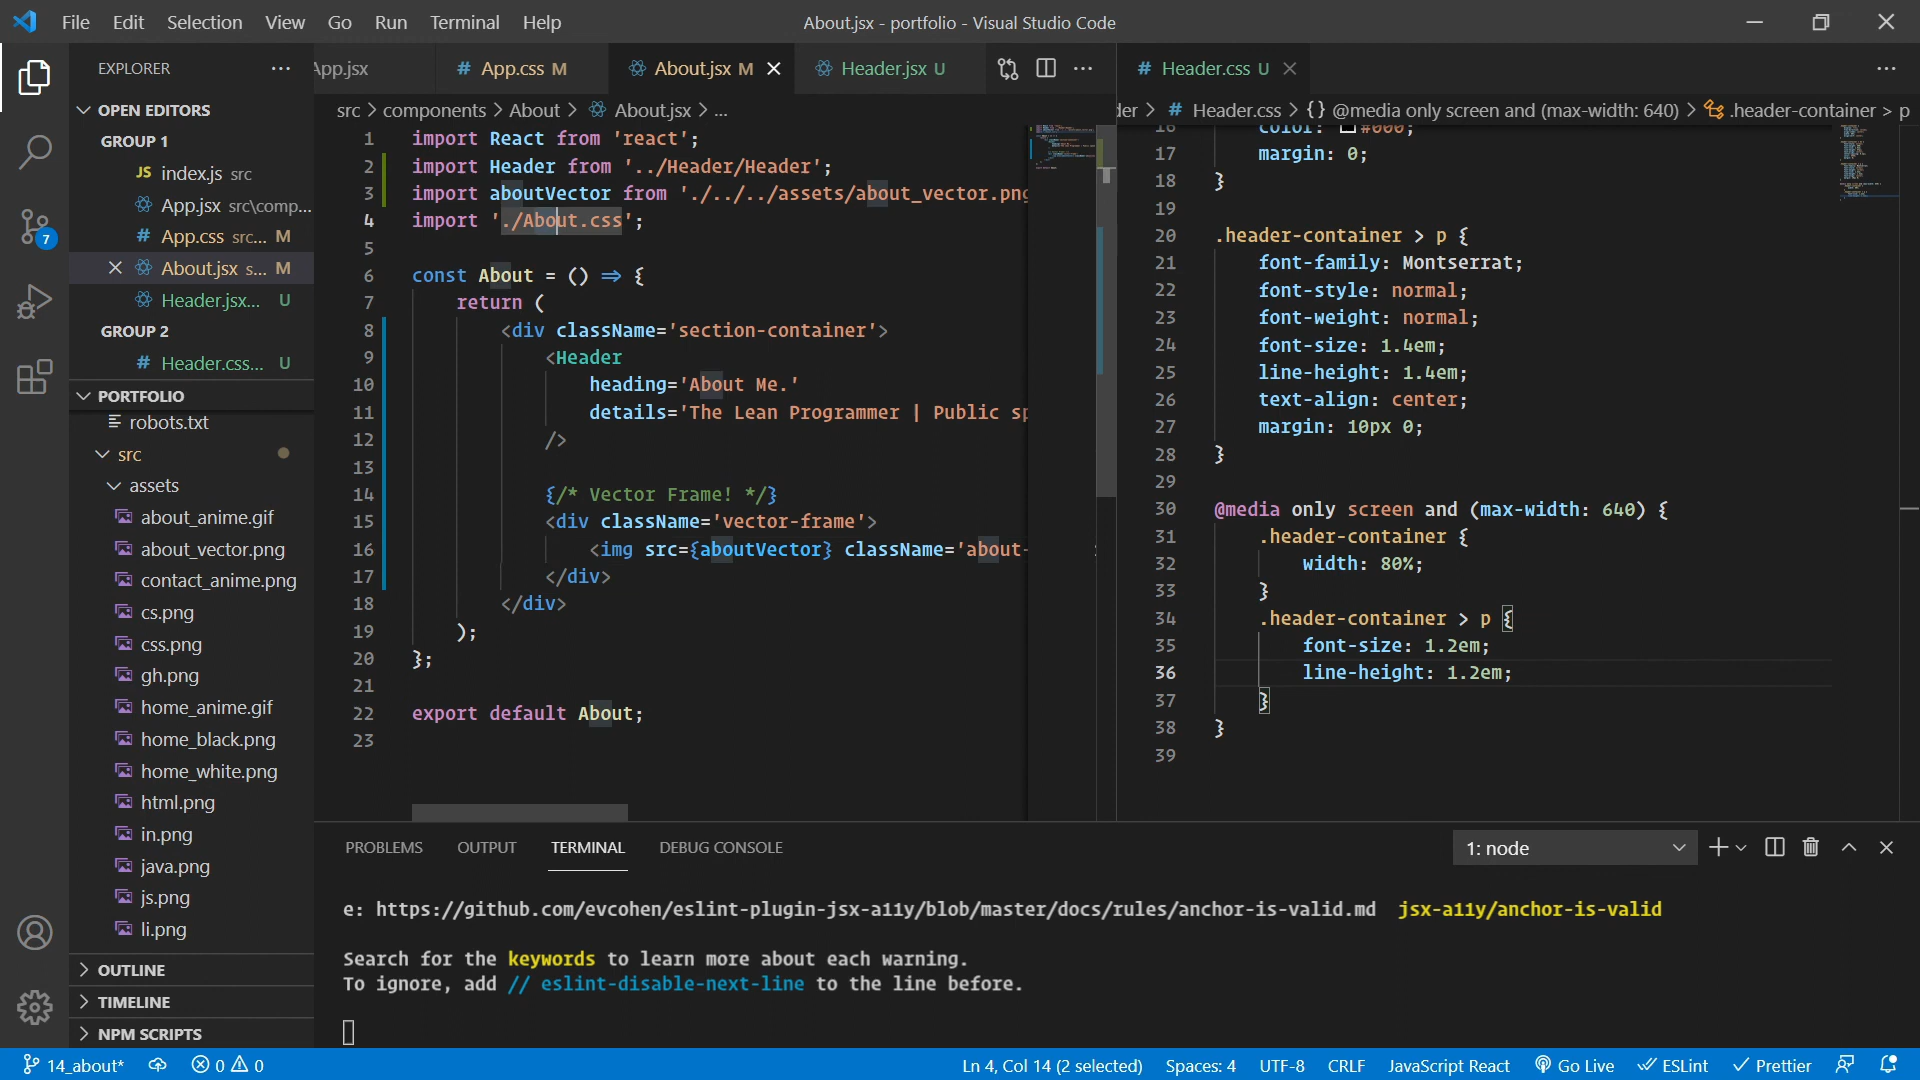 File Edit Selection View Go Run Terminal Help
About.jsx - portfolio - Visual Studio Code
EXPLORER
OPEN EDITORS
GROUP 1
JS index.js src
App.jsx src\comp...
# App.css src... M
About.jsx s... M
Header.jsx... U
GROUP 2
# Header.css... U
PORTFOLIO
robots.txt
src
assets
about_anime.gif
about_vector.png
contact_anime.png
cs.png
css.png
gh.png
home_anime.gif
home_black.png
home_white.png
html.png
in.png
java.png
js.png
li.png
OUTLINE
TIMELINE
NPM SCRIPTS
7
App.jsx
# App.css M
About.jsx M
Header.jsx U
src > components > About > About.jsx > ...
1 import React from 'react';
2 import Header from '../Header/Header';
3 import aboutVector from './../../assets/about_vector.png
4 import './About.css';
5
6 const About = () => {
7 return (
8 <div className='section-container'>
9 <Header
10 heading='About Me.'
11 details='The Lean Programmer | Public sp
12 />
13
14 {/* Vector Frame! */}
15 <div className='vector-frame'>
16 <img src={aboutVector} className='about-
17 </div>
18 </div>
19 );
20 };
21
22 export default About;
23
# Header.css U
der > # Header.css > {} @media only screen and (max-width: 640) > .header-container > p
16 color: #000;
17 margin: 0;
18 }
19
20 .header-container > p {
21 font-family: Montserrat;
22 font-style: normal;
23 font-weight: normal;
24 font-size: 1.4em;
25 line-height: 1.4em;
26 text-align: center;
27 margin: 10px 0;
28 }
29
30 @media only screen and (max-width: 640) {
31 .header-container {
32 width: 80%;
33 }
34 .header-container > p {
35 font-size: 1.2em;
36 line-height: 1.2em;
37 }
38 }
39
PROBLEMS OUTPUT TERMINAL DEBUG CONSOLE
1: node
e: https://github.com/evcohen/eslint-plugin-jsx-a11y/blob/master/docs/rules/anchor-is-valid.md jsx-a11y/anchor-is-valid
Search for the keywords to learn more about each warning.
To ignore, add // eslint-disable-next-line to the line before.
14_about* 0 0
Ln 4, Col 14 (2 selected) Spaces: 4 UTF-8 CRLF JavaScript React Go Live ESLint Prettier